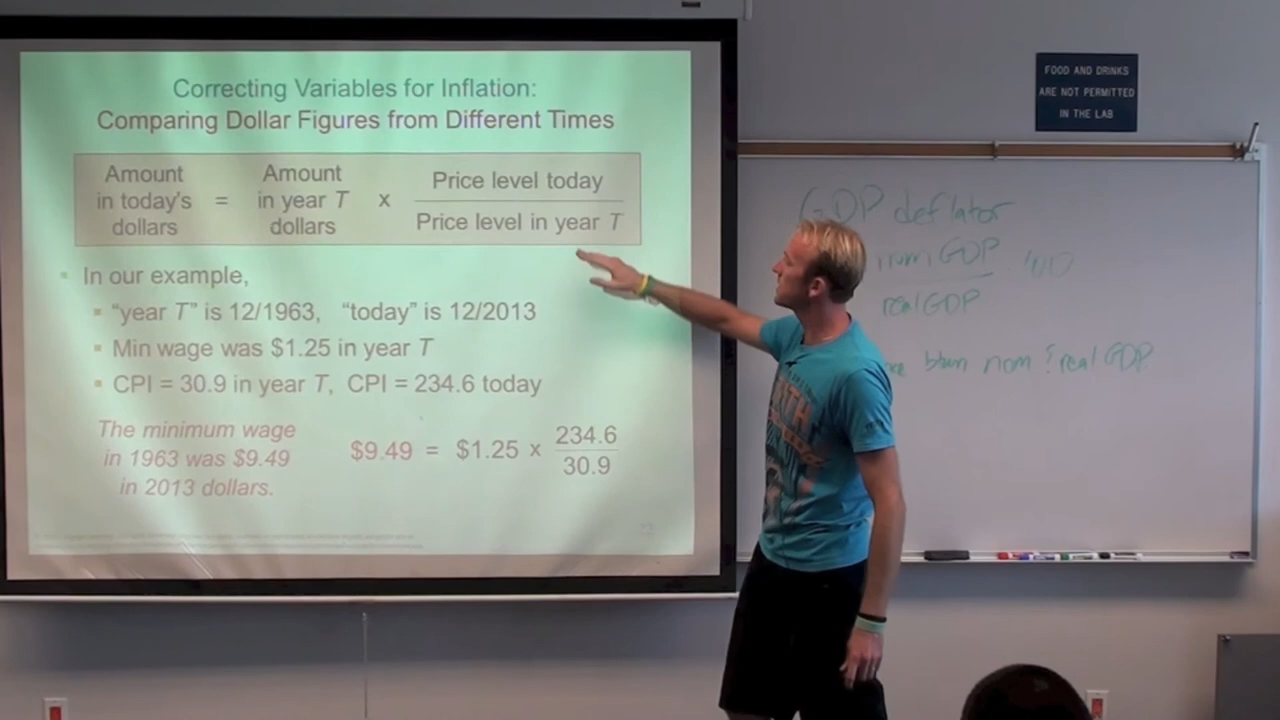 Correcting Variables for Inflation:
Comparing Dollar Figures from Different Times
Amount in today's dollars = Amount in year T dollars x Price level today / Price level in year T
In our example,
"year T" is 12/1963, "today" is 12/2013
Min wage was $1.25 in year T
CPI = 30.9 in year T, CPI = 234.6 today
The minimum wage
in 1963 was $9.49
in 2013 dollars.
$9.49 = $1.25 x 234.6 / 30.9
FOOD AND DRINKS
ARE NOT PERMITTED
IN THE LAB
GDP deflator
num GDP
real GDP
nom & real GDP